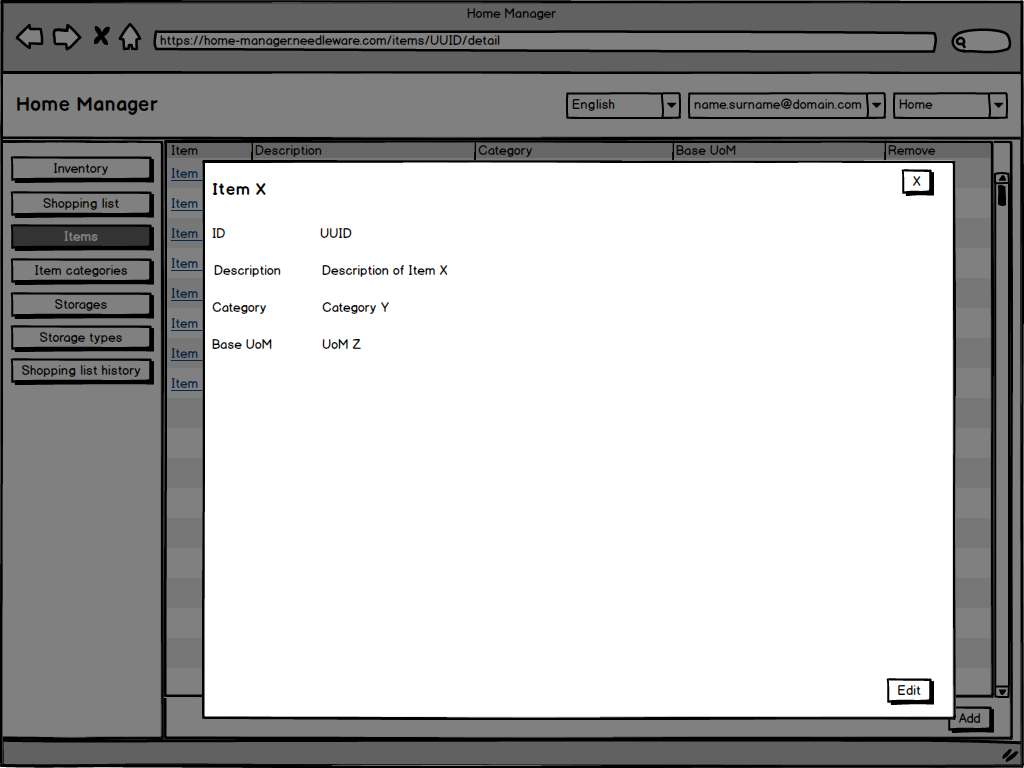 Home Manager
https://home-manager.needleware.com/items/UUID/detail
Home Manager
English
name.surname@domain.com
Home
Inventory
Shopping list
Items
Item categories
Storages
Storage types
Shopping list history
Item Description Category Base UoM Remove
Item
Item
Item
Item
Item
Item
Item
Item
Item X
X
ID UUID
Description Description of Item X
Category Category Y
Base UoM UoM Z
Edit
Add